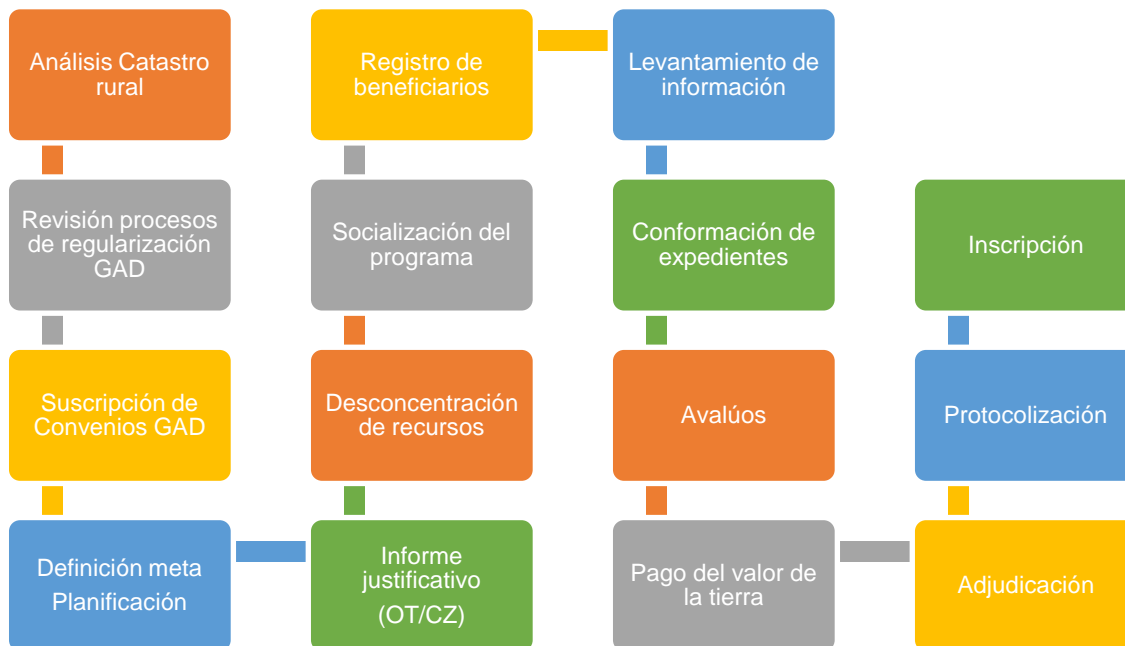 Análisis Catastro
rural
Revisión procesos
de regularización
GAD
Suscripción de
Convenios GAD
Definición meta
Planificación
Informe
justificativo
(OT/CZ)
Desconcentración
de recursos
Socialización del
programa
Registro de
beneficiarios
Levantamiento de
información
Conformación de
expedientes
Avalúos
Pago del valor de
la tierra
Adjudicación
Protocolización
Inscripción